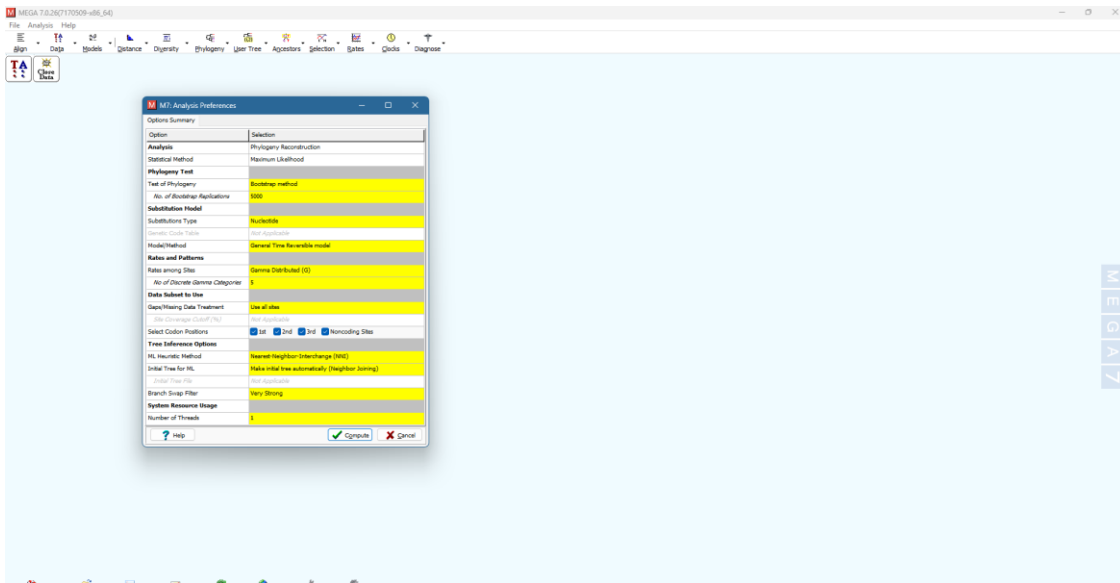 M MEGA 7.0.26(7170509-x86_64)
File Analysis Help
Align Data Models Distance Diversity Phylogeny User Tree Ancestors Selection Rates Clocks Diagnose
TA Close Data
M M7: Analysis Preferences
Options Summary
Option Selection
Analysis Phylogeny Reconstruction
Statistical Method Maximum Likelihood
Phylogeny Test
Test of Phylogeny Bootstrap method
No. of Bootstrap Replications 5000
Substitution Model
Substitutions Type Nucleotide
Genetic Code Table Not Applicable
Model/Method General Time Reversible model
Rates and Patterns
Rates among Sites Gamma Distributed (G)
No of Discrete Gamma Categories 5
Data Subset to Use
Gaps/Missing Data Treatment Use all sites
Site Coverage Cutoff (%) Not Applicable
Select Codon Positions 1st 2nd 3rd Noncoding Sites
Tree Inference Options
ML Heuristic Method Nearest-Neighbor-Interchange (NNI)
Initial Tree for ML Make initial tree automatically (Neighbor Joining)
Initial Tree File Not Applicable
Branch Swap Filter Very Strong
System Resource Usage
Number of Threads 1
? Help Compute Cancel
MEGA7